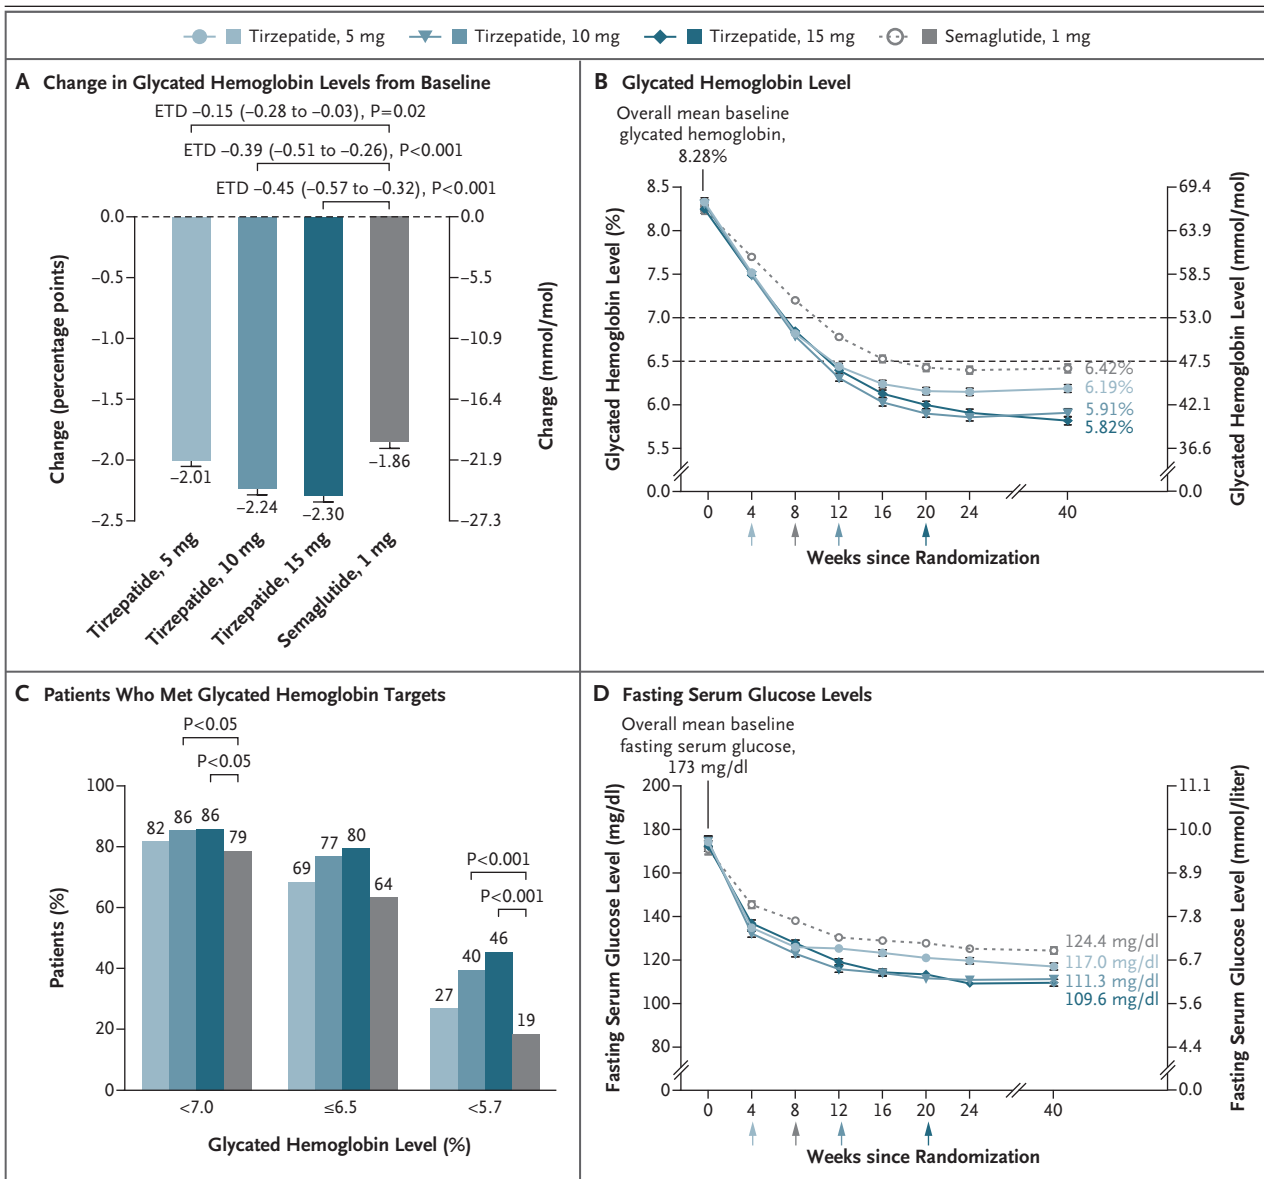 Tirzepatide, 5 mg Tirzepatide, 10 mg Tirzepatide, 15 mg Semaglutide, 1 mg
A Change in Glycated Hemoglobin Levels from Baseline
ETD –0.15 (–0.28 to –0.03), P=0.02
ETD –0.39 (–0.51 to –0.26), P<0.001
ETD –0.45 (–0.57 to –0.32), P<0.001
Change (percentage points)
0.0
–0.5
–1.0
–1.5
–2.0
–2.5
–2.01
–2.24
–2.30
–1.86
0.0
–5.5
–10.9
–16.4
–21.9
–27.3
Change (mmol/mol)
Tirzepatide, 5 mg
Tirzepatide, 10 mg
Tirzepatide, 15 mg
Semaglutide, 1 mg
B Glycated Hemoglobin Level
Overall mean baseline
glycated hemoglobin,
8.28%
Glycated Hemoglobin Level (%)
8.5
8.0
7.5
7.0
6.5
6.0
5.5
0.0
6.42%
6.19%
5.91%
5.82%
69.4
63.9
58.5
53.0
47.5
42.1
36.6
0.0
Glycated Hemoglobin Level (mmol/mol)
0 4 8 12 16 20 24 40
Weeks since Randomization
C Patients Who Met Glycated Hemoglobin Targets
P<0.05
P<0.05
P<0.001
P<0.001
Patients (%)
100
80
60
40
20
0
82 86 86 79
69 77 80 64
27 40 46 19
<7.0 ≤6.5 <5.7
Glycated Hemoglobin Level (%)
D Fasting Serum Glucose Levels
Overall mean baseline
fasting serum glucose,
173 mg/dl
Fasting Serum Glucose Level (mg/dl)
200
180
160
140
120
100
80
0
124.4 mg/dl
117.0 mg/dl
111.3 mg/dl
109.6 mg/dl
11.1
10.0
8.9
7.8
6.7
5.6
4.4
0.0
Fasting Serum Glucose Level (mmol/liter)
0 4 8 12 16 20 24 40
Weeks since Randomization